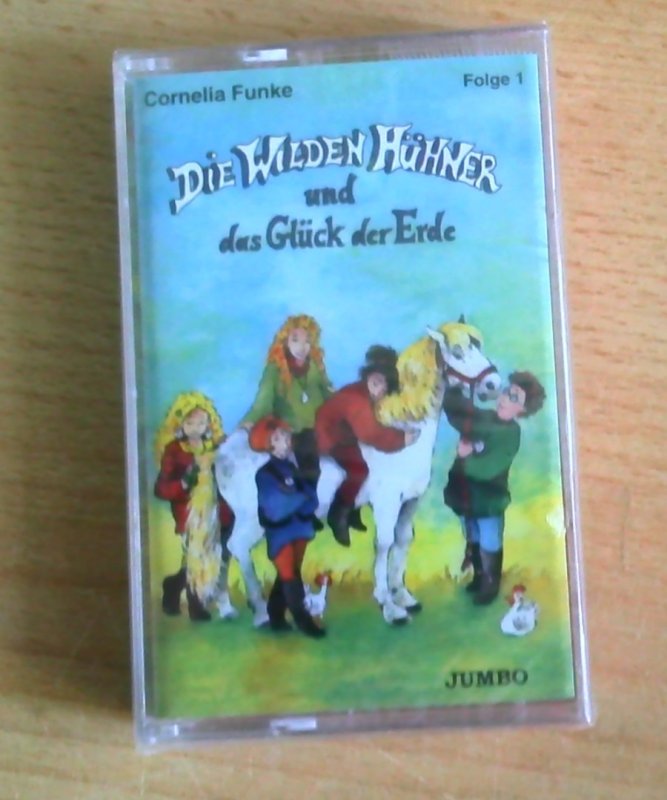 Cornelia Funke
Folge 1
DIE WILDEN HÜHNER
und
das Glück der Erde
JUMBO